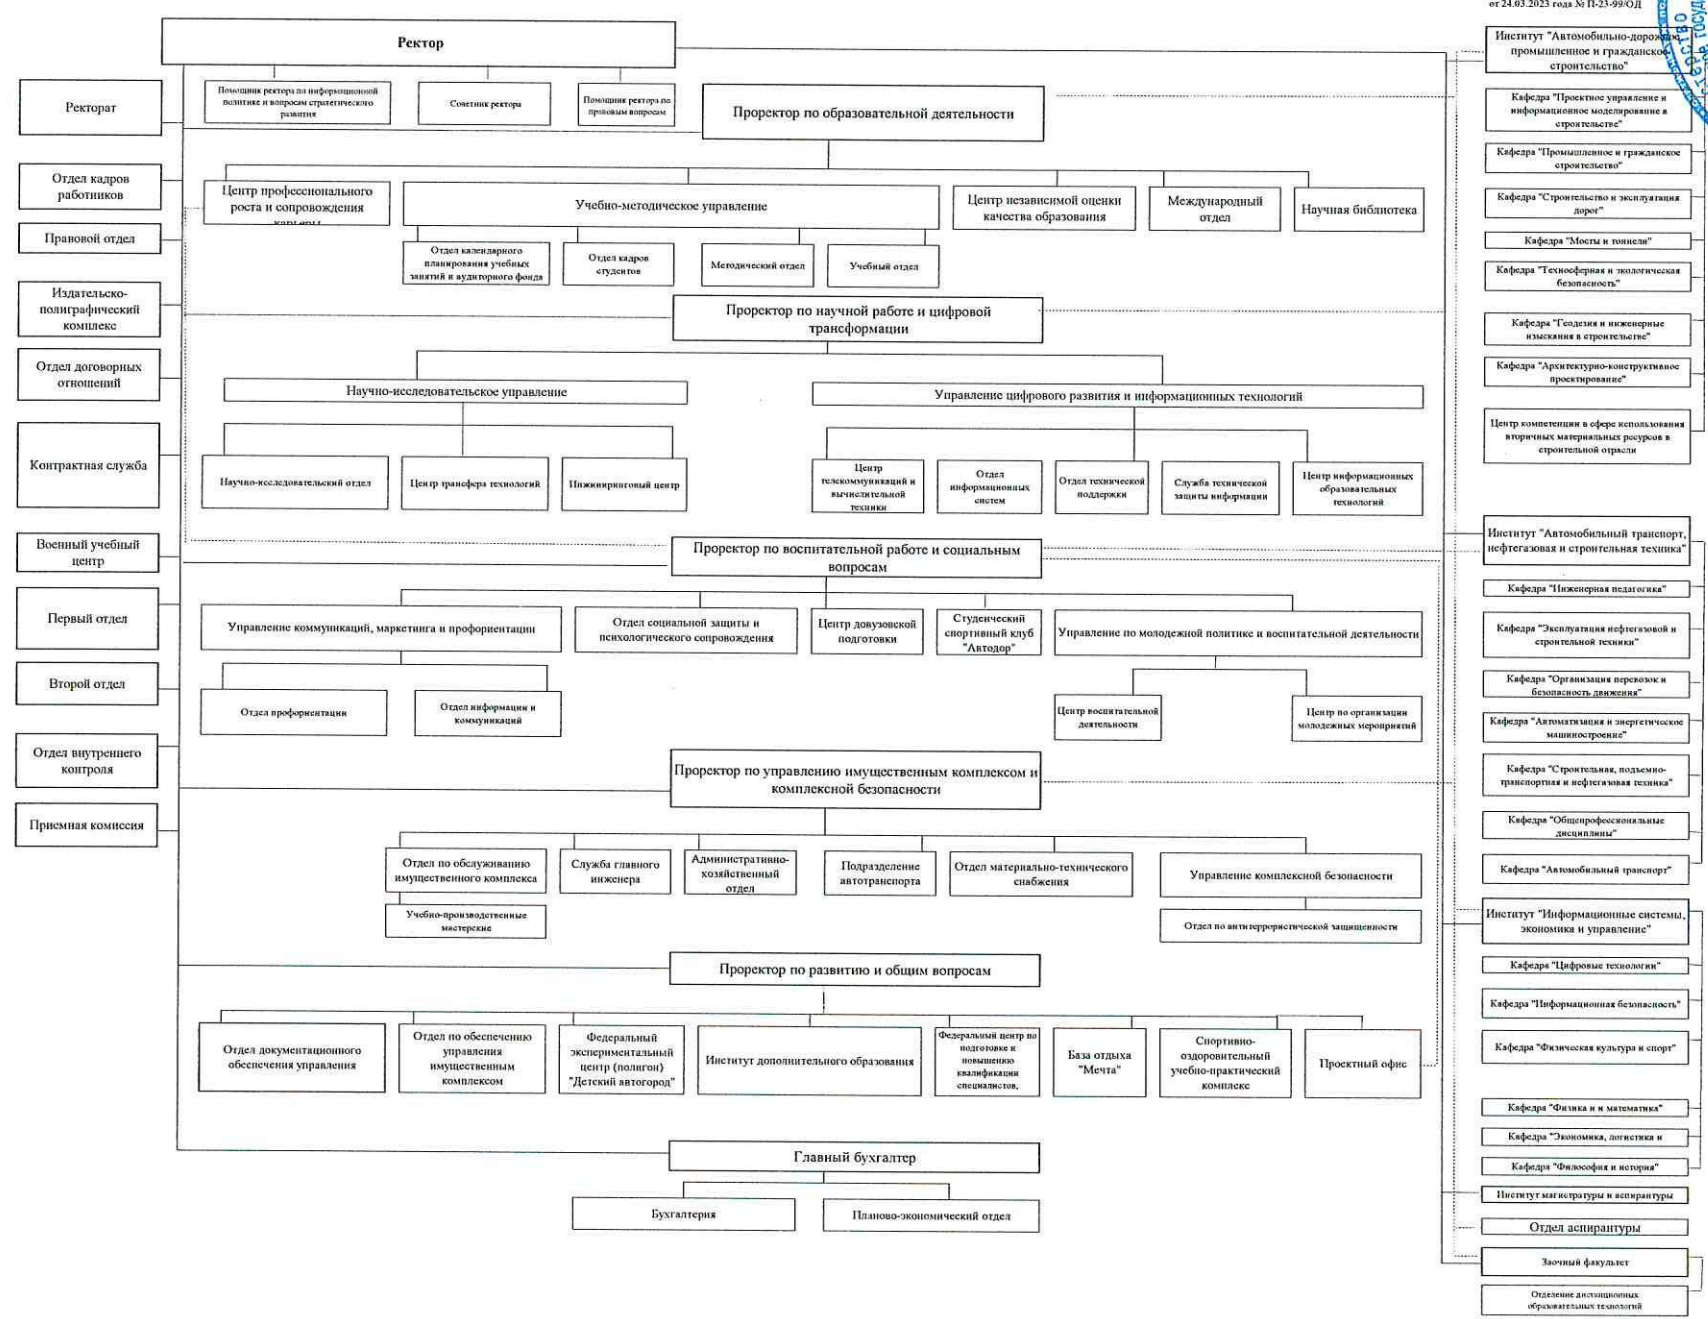 от 24.03.2023 года № П-23-99/ОД
Ректор
Ректорат
Отдел кадров
работников
Правовой отдел
Издательско-
полиграфический
комплекс
Отдел договорных
отношений
Контрактная служба
Военный учебный
центр
Первый отдел
Второй отдел
Отдел внутреннего
контроля
Приемная комиссия
Помощник ректора по информационной
политике и вопросам стратегического
развития
Советник ректора
Помощник ректора по
правовым вопросам
Проректор по образовательной деятельности
Центр профессионального
роста и сопровождения
карьеры
Учебно-методическое управление
Центр независимой оценки
качества образования
Международный
отдел
Научная библиотека
Отдел календарного
планирования учебных
занятий и аудиторного фонда
Отдел кадров
студентов
Методический отдел
Учебный отдел
Проректор по научной работе и цифровой
трансформации
Научно-исследовательское управление
Управление цифрового развития и информационных технологий
Научно-исследовательский отдел
Центр трансфера технологий
Инжиниринговый центр
Центр
телекоммуникаций и
вычислительной
техники
Отдел
информационных
систем
Отдел технической
поддержки
Служба технической
защиты информации
Центр информационных
образовательных
технологий
Проректор по воспитательной работе и социальным
вопросам
Управление коммуникаций, маркетинга и профориентации
Отдел социальной защиты и
психологического сопровождения
Центр довузовской
подготовки
Студенческий
спортивный клуб
"Автодор"
Управление по молодежной политике и воспитательной деятельности
Отдел профориентации
Отдел информации и
коммуникаций
Центр воспитательной
деятельности
Центр по организации
молодежных мероприятий
Проректор по управлению имущественным комплексом и
комплексной безопасности
Отдел по обслуживанию
имущественного комплекса
Служба главного
инженера
Административно-
хозяйственный
отдел
Подразделение
автотранспорта
Отдел материально-технического
снабжения
Управление комплексной безопасности
Учебно-производственные
мастерские
Отдел по антитеррористической защищенности
Проректор по развитию и общим вопросам
Отдел документационного
обеспечения управления
Отдел по обеспечению
управления
имущественным
комплексом
Федеральный
экспериментальный
центр (полигон)
"Детский автогород"
Институт дополнительного образования
Федеральный центр по
подготовке и
повышению
квалификации
специалистов,
База отдыха
"Мечта"
Спортивно-
оздоровительный
учебно-практический
комплекс
Проектный офис
Главный бухгалтер
Бухгалтерия
Планово-экономический отдел
Институт "Автомобильно-дорожное,
промышленное и гражданское
строительство"
Кафедра "Проектное управление и
информационное моделирование в
строительстве"
Кафедра "Промышленное и гражданское
строительство"
Кафедра "Строительство и эксплуатация
дорог"
Кафедра "Мосты и тоннели"
Кафедра "Техносферная и экологическая
безопасность"
Кафедра "Геодезия и инженерные
изыскания в строительстве"
Кафедра "Архитектурно-конструктивное
проектирование"
Центр компетенции в сфере использования
вторичных материальных ресурсов в
строительной отрасли
Институт "Автомобильный транспорт,
нефтегазовая и строительная техника"
Кафедра "Инженерная педагогика"
Кафедра "Эксплуатация нефтегазовой и
строительной техники"
Кафедра "Организация перевозок и
безопасность движения"
Кафедра "Автоматизация и энергетическое
машиностроение"
Кафедра "Строительная, подъемно-
транспортная и нефтегазовая техника"
Кафедра "Общепрофессиональные
дисциплины"
Кафедра "Автомобильный транспорт"
Институт "Информационные системы,
экономика и управление"
Кафедра "Цифровые технологии"
Кафедра "Информационная безопасность"
Кафедра "Физическая культура и спорт"
Кафедра "Физика и и математика"
Кафедра "Экономика, логистика и
Кафедра "Философия и история"
Институт магистратуры и аспирантуры
Отдел аспирантуры
Заочный факультет
Отделение дистанционных
образовательных технологий